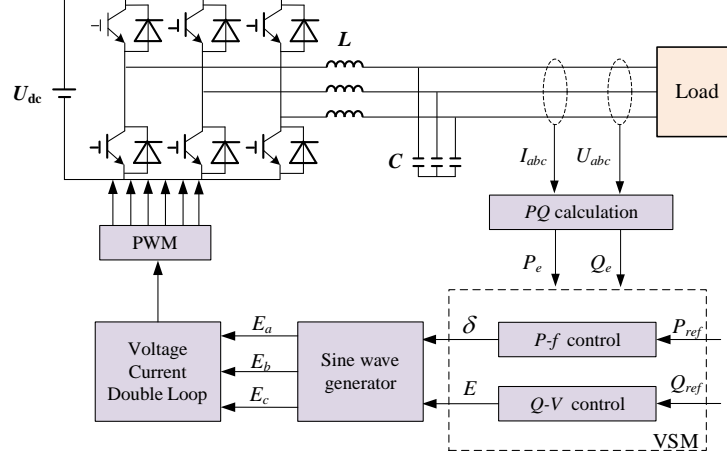 L
U_dc
Load
C
I_abc
U_abc
PQ calculation
PWM
P_e
Q_e
Voltage
Current
Double Loop
E_a
E_b
E_c
Sine wave
generator
δ
E
P-f control
P_ref
Q-V control
Q_ref
VSM